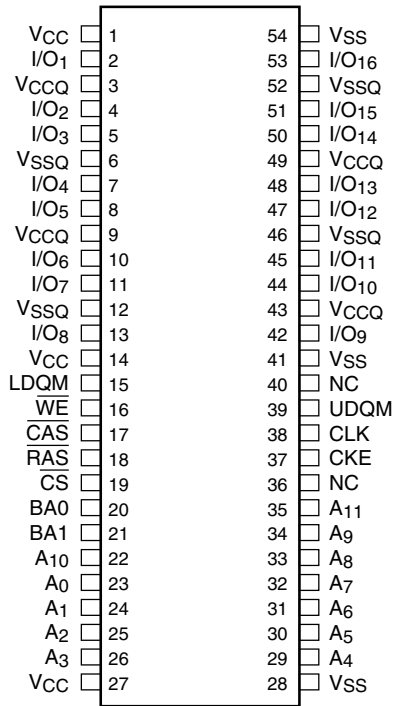 VCC 1 54 VSS
I/O1 2 53 I/O16
VCCQ 3 52 VSSQ
I/O2 4 51 I/O15
I/O3 5 50 I/O14
VSSQ 6 49 VCCQ
I/O4 7 48 I/O13
I/O5 8 47 I/O12
VCCQ 9 46 VSSQ
I/O6 10 45 I/O11
I/O7 11 44 I/O10
VSSQ 12 43 VCCQ
I/O8 13 42 I/O9
VCC 14 41 VSS
LDQM 15 40 NC
WE 16 39 UDQM
CAS 17 38 CLK
RAS 18 37 CKE
CS 19 36 NC
BA0 20 35 A11
BA1 21 34 A9
A10 22 33 A8
A0 23 32 A7
A1 24 31 A6
A2 25 30 A5
A3 26 29 A4
VCC 27 28 VSS